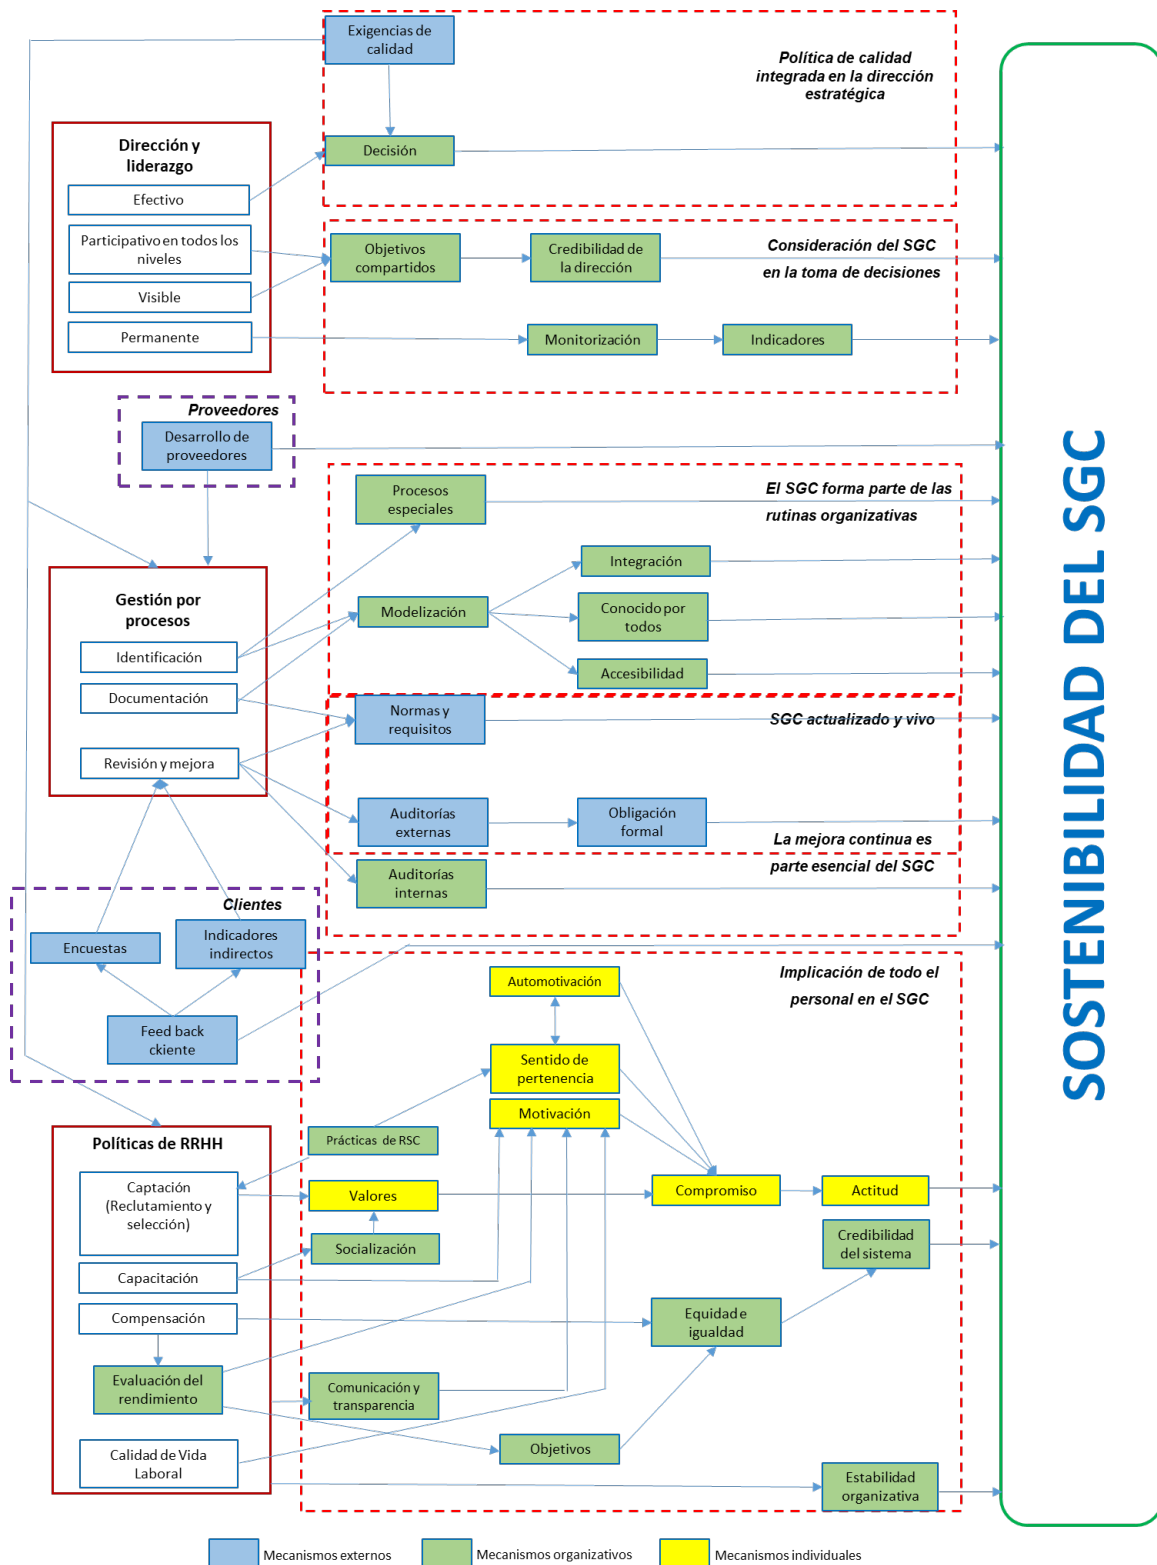 Exigencias de
calidad
Política de calidad
integrada en la dirección
estratégica
Decisión
Dirección y
liderazgo
Efectivo
Participativo en todos los
niveles
Visible
Permanente
Objetivos
compartidos
Credibilidad de
la dirección
Consideración del SGC
en la toma de decisiones
Monitorización
Indicadores
Proveedores
Desarrollo de
proveedores
Procesos
especiales
El SGC forma parte de las
rutinas organizativas
Integración
Gestión por
procesos
Identificación
Documentación
Revisión y mejora
Modelización
Conocido por
todos
Accesibilidad
Normas y
requisitos
SGC actualizado y vivo
Auditorías
externas
Obligación
formal
La mejora continua es
parte esencial del SGC
Auditorías
internas
Clientes
Encuestas
Indicadores
indirectos
Feed back
ckiente
Implicación de todo el
personal en el SGC
Automotivación
Sentido de
pertenencia
Motivación
Políticas de RRHH
Captación
(Reclutamiento y
selección)
Capacitación
Compensación
Evaluación del
rendimiento
Calidad de Vida
Laboral
Prácticas de RSC
Valores
Socialización
Compromiso
Actitud
Credibilidad
del sistema
Equidad e
igualdad
Comunicación y
transparencia
Objetivos
Estabilidad
organizativa
SOSTENIBILIDAD DEL SGC
Mecanismos externos
Mecanismos organizativos
Mecanismos individuales